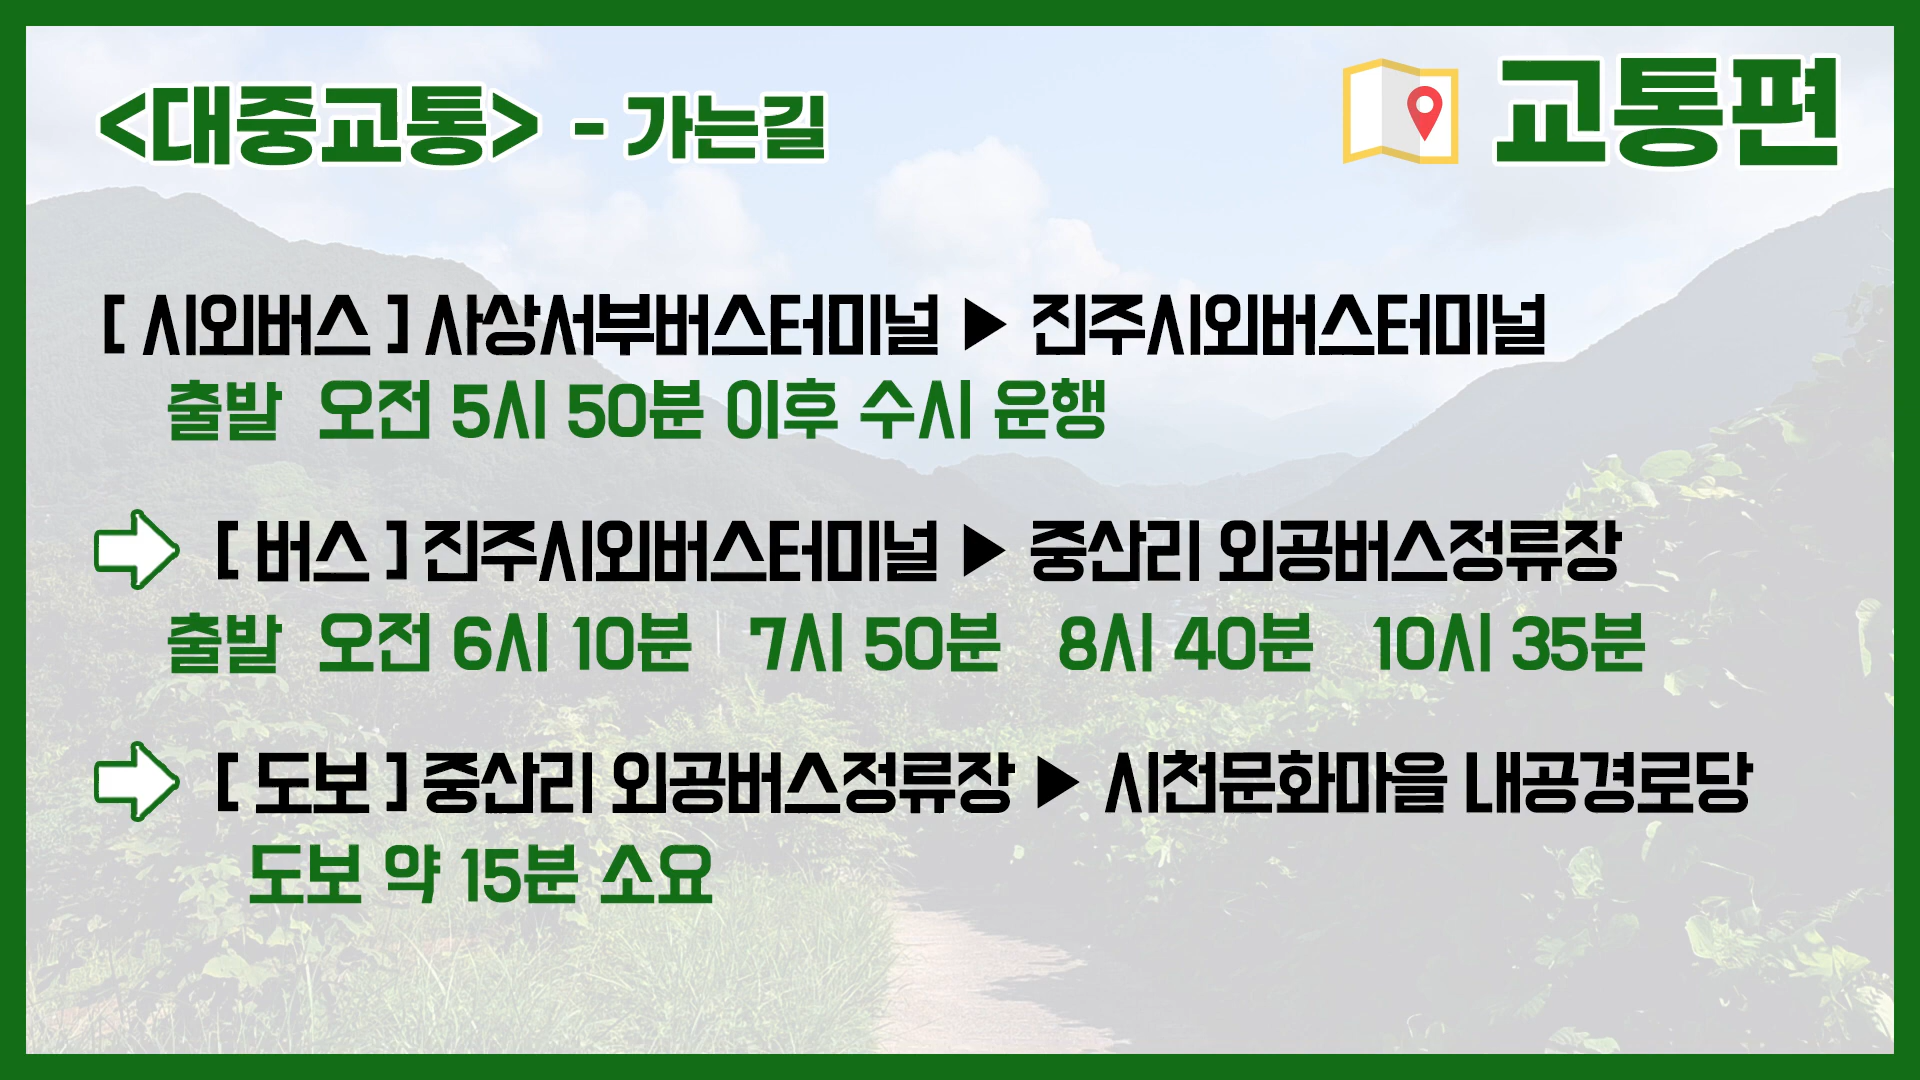 <대중교통> - 가는길
교통편
[ 시외버스 ] 사상서부버스터미널 ▶ 진주시외버스터미널
출발 오전 5시 50분 이후 수시 운행
[ 버스 ] 진주시외버스터미널 ▶ 중산리 외공버스정류장
출발 오전 6시 10분 7시 50분 8시 40분 10시 35분
[ 도보 ] 중산리 외공버스정류장 ▶ 시천문화마을 내공경로당
도보 약 15분 소요